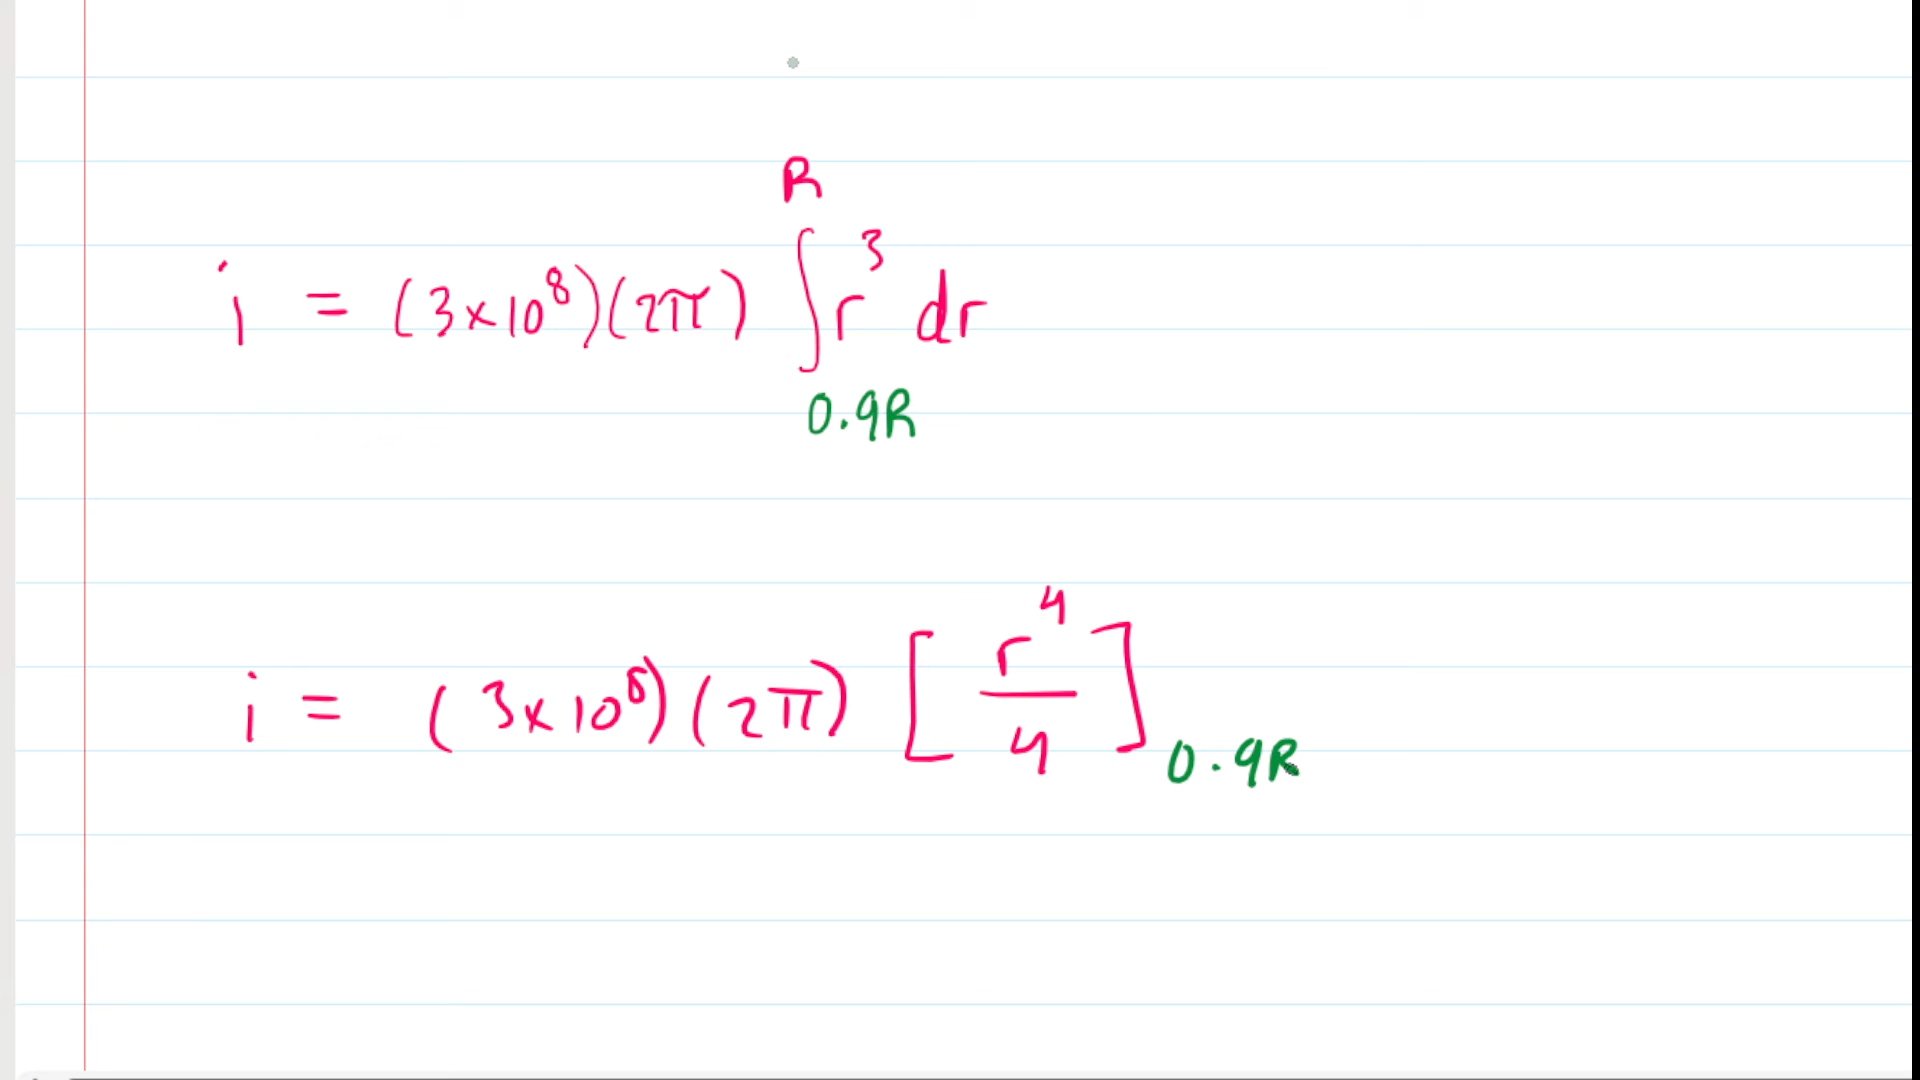 R
i = (3×10⁸)(2π) ∫ r³ dr
0.9R
i = (3×10⁸)(2π) [ r⁴ / 4 ] 0.9R